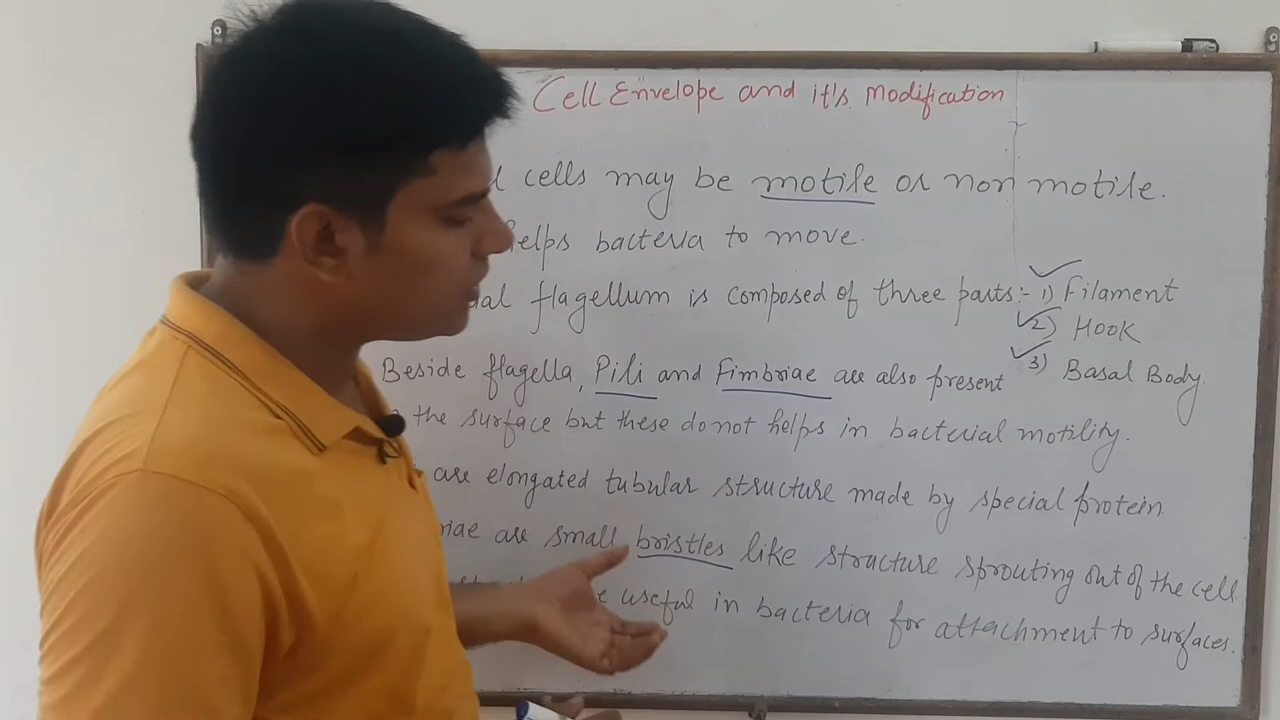 Cell Envelope and it's Modification
cells may be motile or non motile.
helps bacteria to move.
flagellum is composed of three parts:- 1) Filament
2) Hook
3) Basal Body.
Beside flagella, Pili and Fimbriae are also present
the surface but these do not helps in bacterial motility.
are elongated tubular structure made by special protein
are small bristles like structure sprouting out of the cell
useful in bacteria for attachment to surfaces.